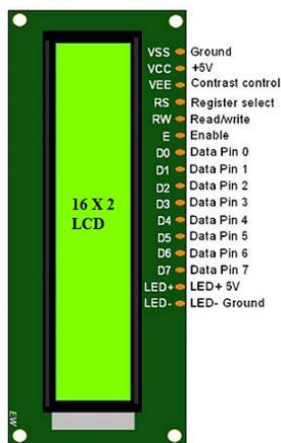 VSS Ground
VCC +5V
VEE Contrast control
RS Register select
RW Read/write
E Enable
D0 Data Pin 0
D1 Data Pin 1
D2 Data Pin 2
D3 Data Pin 3
D4 Data Pin 4
D5 Data Pin 5
D6 Data Pin 6
D7 Data Pin 7
LED+ LED+ 5V
LED- LED- Ground
16 X 2
LCD
EW